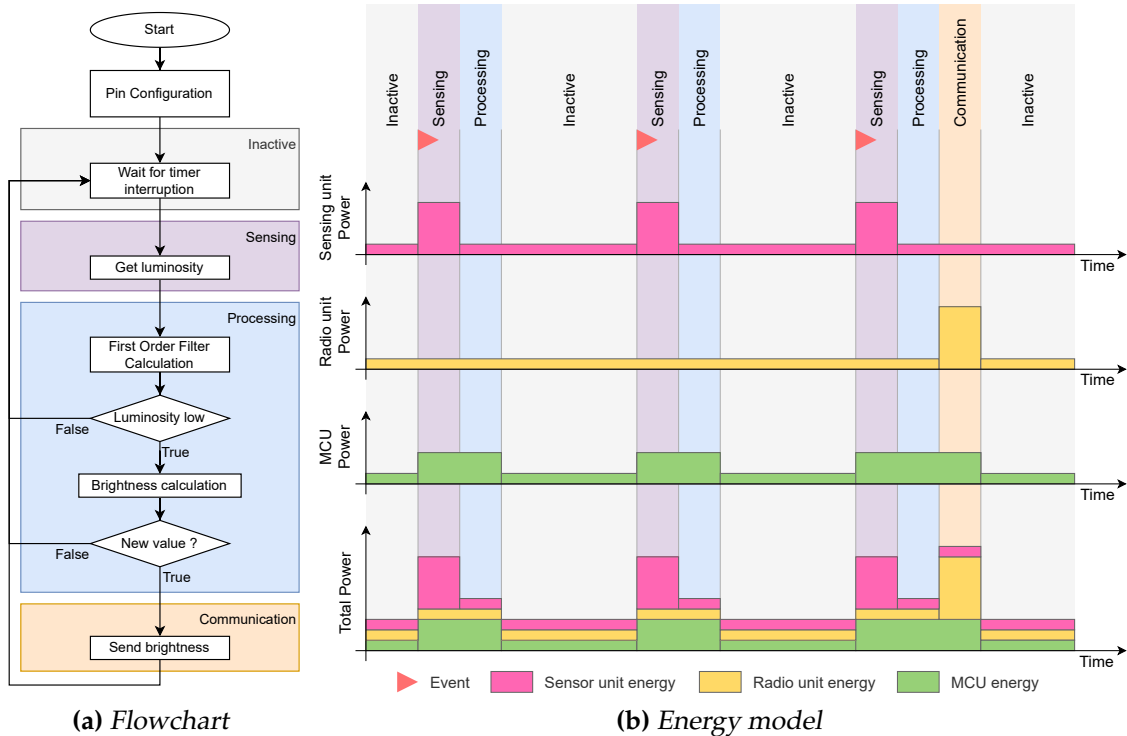 Start
Pin Configuration
Inactive
Wait for timer
interruption
Sensing
Get luminosity
Processing
First Order Filter
Calculation
Luminosity low
False
True
Brightness calculation
New value ?
False
True
Communication
Send brightness
(a) Flowchart
Inactive
Sensing
Processing
Inactive
Sensing
Processing
Inactive
Sensing
Processing
Communication
Inactive
Sensing unit
Power
Time
Radio unit
Power
Time
MCU
Power
Time
Total Power
Time
Event
Sensor unit energy
Radio unit energy
MCU energy
(b) Energy model